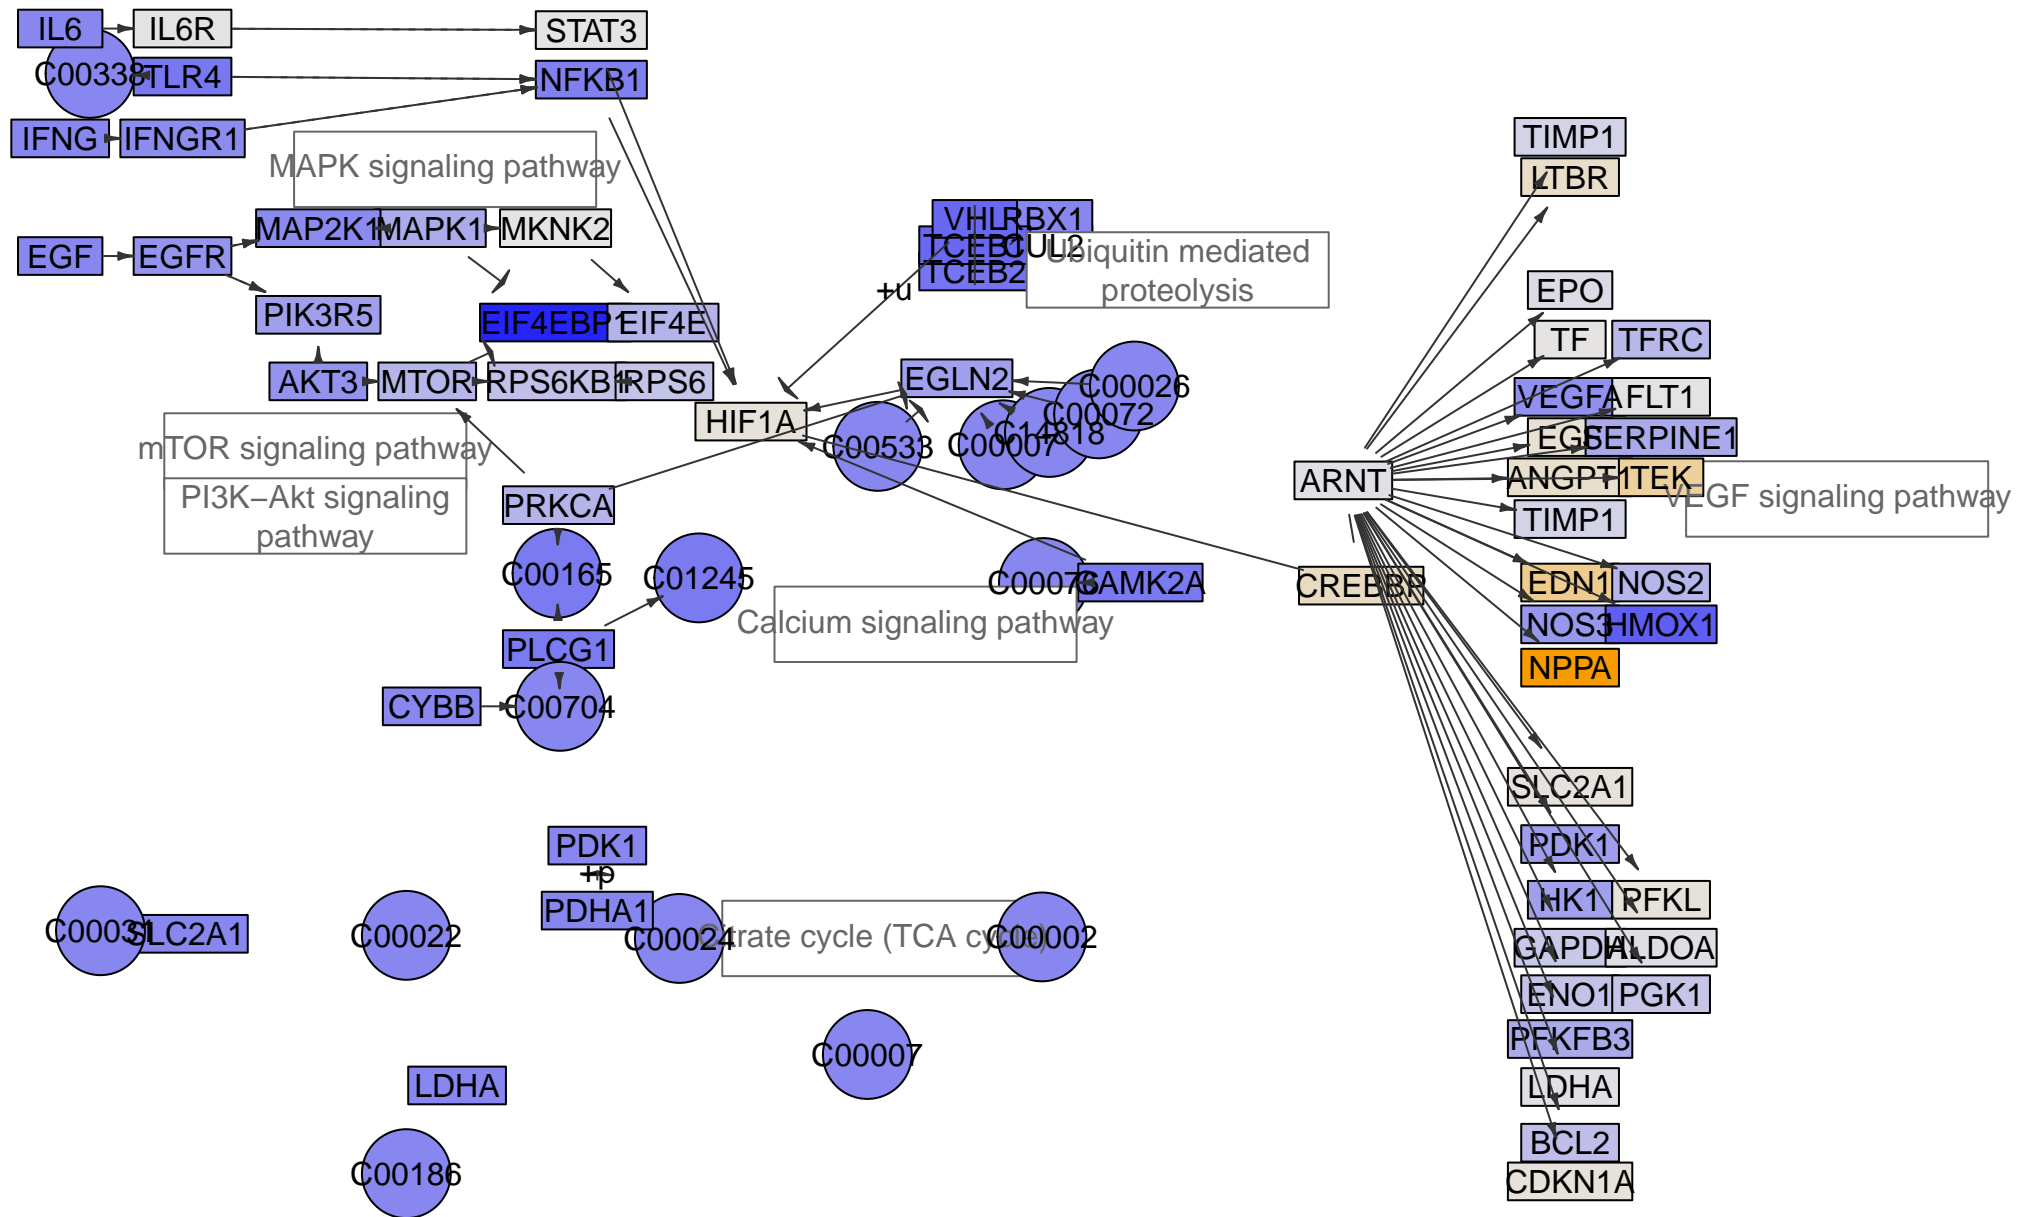 IL6
IL6R
STAT3
C00338
TLR4
NFKB1
IFNG
IFNGR1
MAPK signaling pathway
MAP2K1
MAPK1
MKNK2
EGF
EGFR
PIK3R5
EIF4EBP1
EIF4E
AKT3
MTOR
RPS6KB1
RPS6
HIF1A
mTOR signaling pathway
PI3K−Akt signaling
pathway
PRKCA
C00165
C01245
PLCG1
CYBB
C00704
VHL
RBX1
TCEB1
CUL2
TCEB2
Ubiquitin mediated
proteolysis
+u
EGLN2
C00533
C00007
C14818
C00072
C00026
C00076
CAMK2A
Calcium signaling pathway
CREBBP
ARNT
TIMP1
LTBR
EPO
TF
TFRC
VEGFA
FLT1
EGF
SERPINE1
ANGPT1
TEK
VEGF signaling pathway
TIMP1
EDN1
NOS2
NOS3
HMOX1
NPPA
SLC2A1
PDK1
HK1
PFKL
GAPDH
ALDOA
ENO1
PGK1
PFKFB3
LDHA
BCL2
CDKN1A
PDK1
+p
PDHA1
C00031
SLC2A1
C00022
C00024
Citrate cycle (TCA cycle)
C00002
C00007
LDHA
C00186